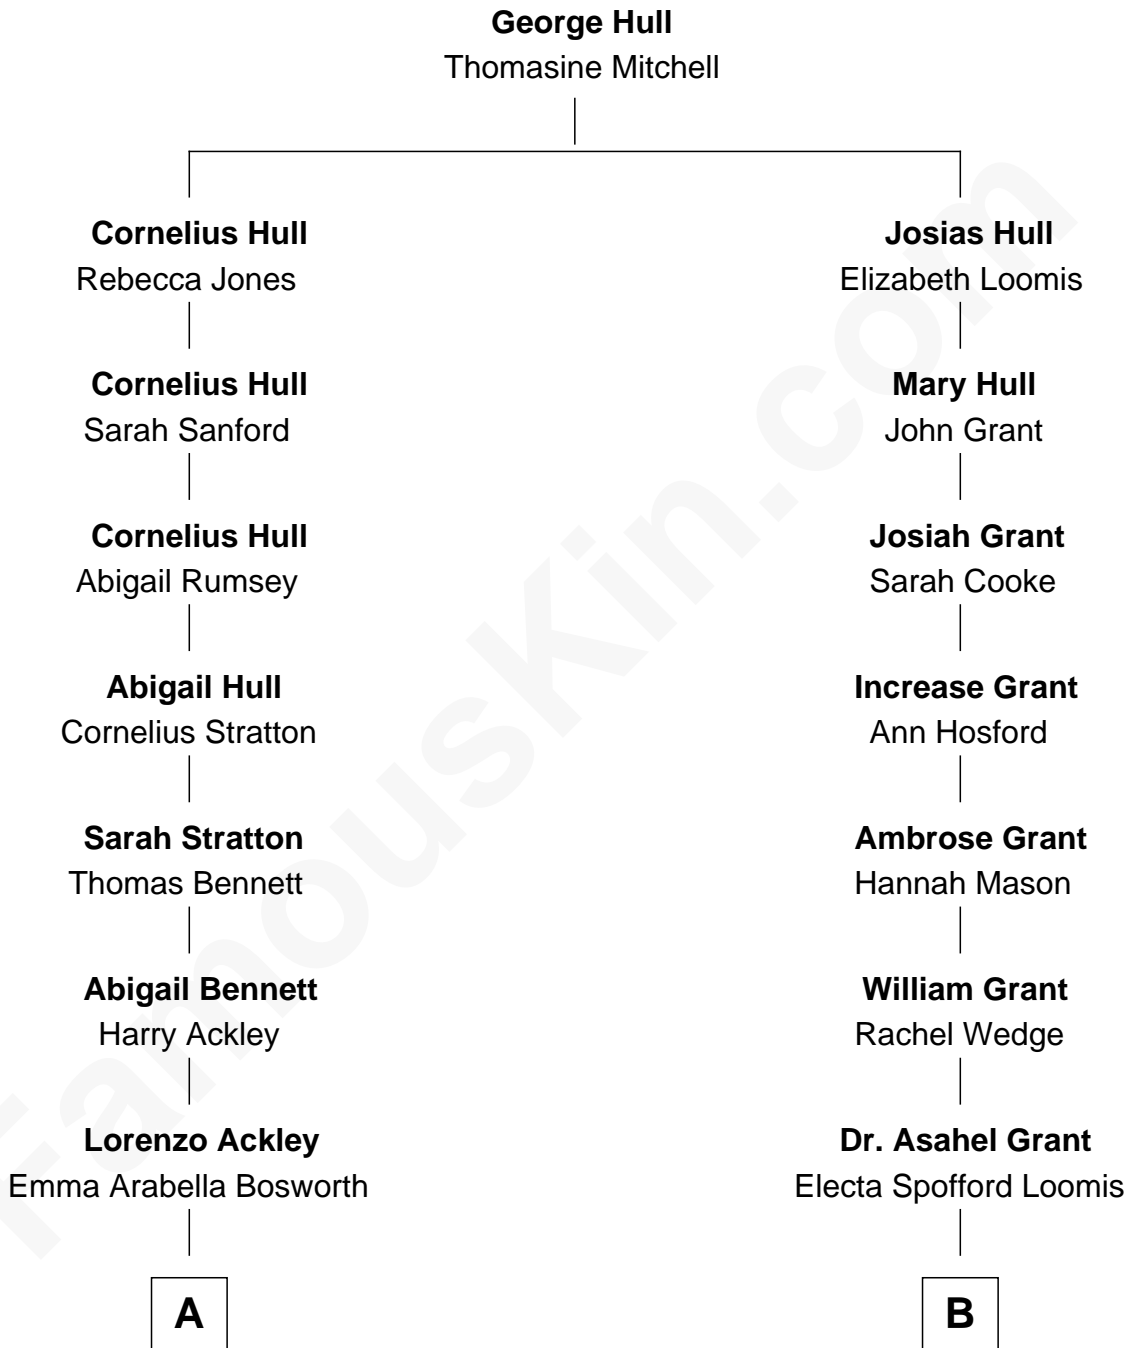 George Hull
Thomasine Mitchell
Cornelius Hull
Rebecca Jones
Cornelius Hull
Sarah Sanford
Cornelius Hull
Abigail Rumsey
Abigail Hull
Cornelius Stratton
Sarah Stratton
Thomas Bennett
Abigail Bennett
Harry Ackley
Lorenzo Ackley
Emma Arabella Bosworth
A
Josias Hull
Elizabeth Loomis
Mary Hull
John Grant
Josiah Grant
Sarah Cooke
Increase Grant
Ann Hosford
Ambrose Grant
Hannah Mason
William Grant
Rachel Wedge
Dr. Asahel Grant
Electa Spofford Loomis
B
FamousKin.com